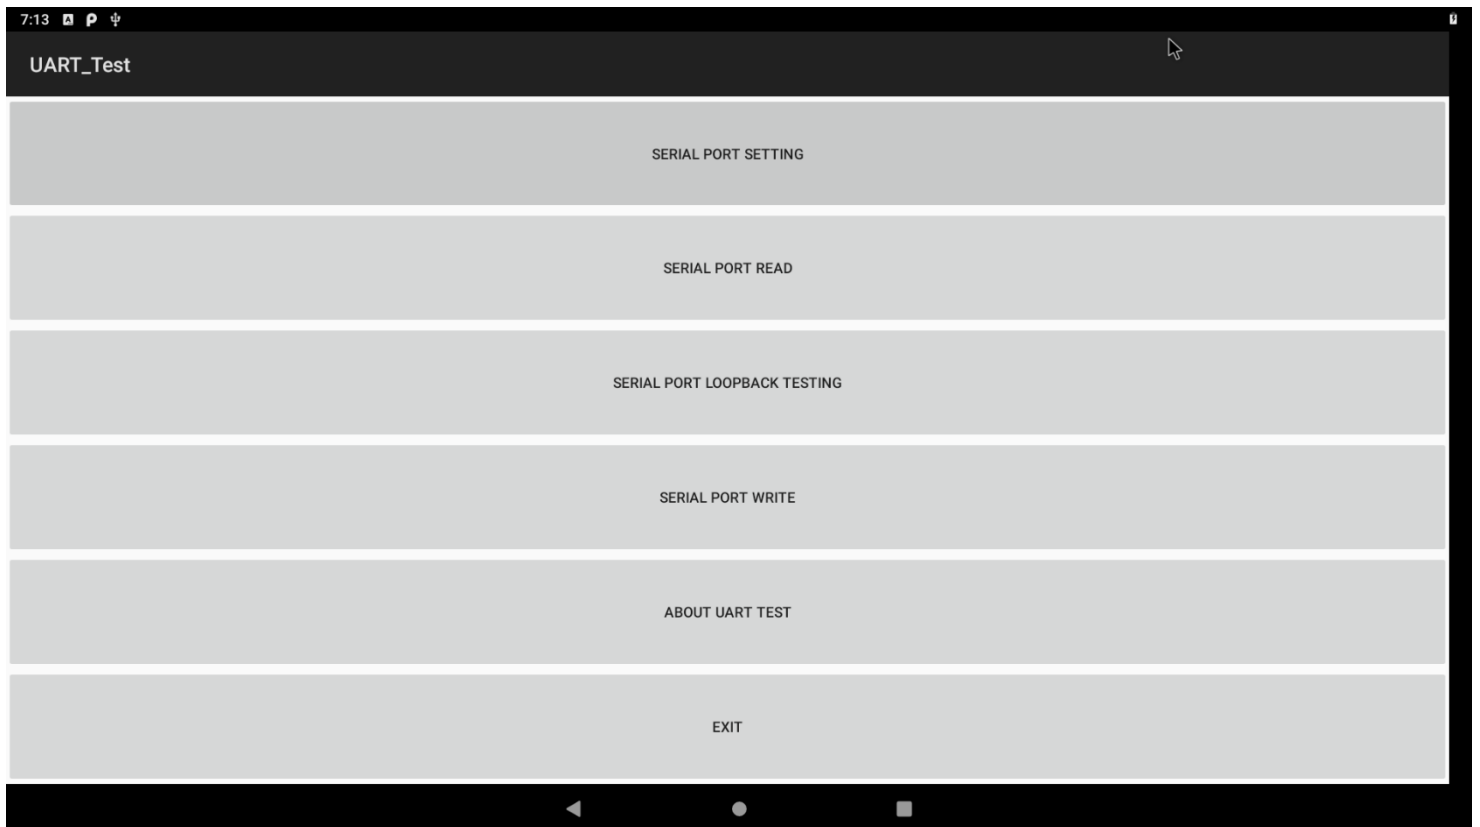 7:13
UART_Test
SERIAL PORT SETTING
SERIAL PORT READ
SERIAL PORT LOOPBACK TESTING
SERIAL PORT WRITE
ABOUT UART TEST
EXIT